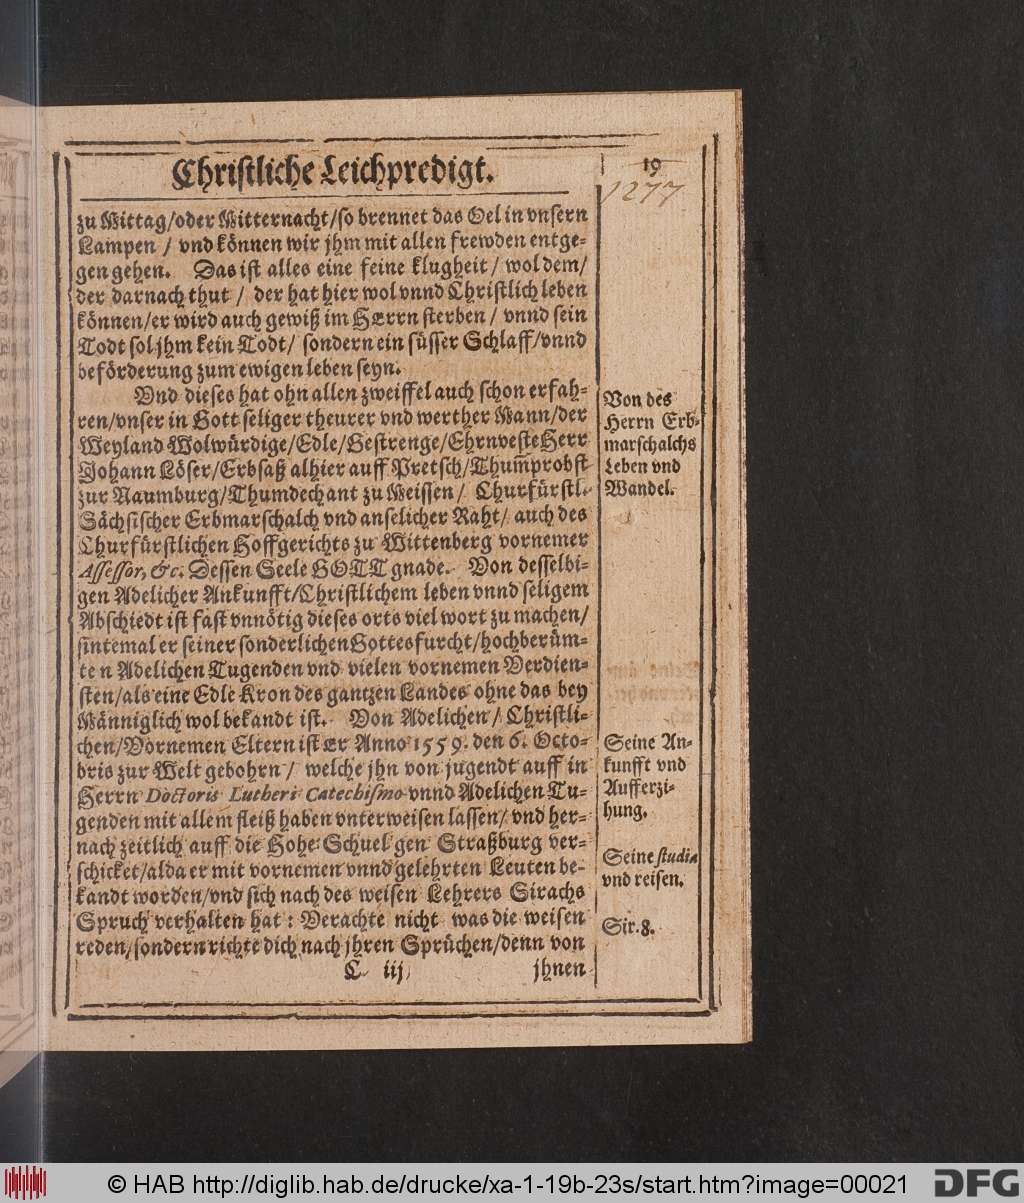 Christliche Leichpredigt.
19
1277
zu Mittag/oder Mitternacht/so brennet das Oel in vnsern
Lampen / vnd können wir jhm mit allen frewden entge-
gen gehen. Das ist alles eine feine klugheit / wol dem/
der darnach thut / der hat hier wol vnnd Christlich leben
können/er wird auch gewiß im HErrn sterben / vnnd sein
Todt sol jhm kein Todt/ sondern ein süsser Schlaff/vnnd
beförderung zum ewigen leben seyn.
Vnd dieses hat ohn allen zweiffel auch schon erfah-
ren/vnser in Gott seliger theurer vnd werther Mann/der
Weyland Wolwürdige/Edle/Gestrenge/Ehrnveste Herr
Johann Löser/Erbsaß alhier auff Pretsch/Thum̄probst
zur Naumburg/Thumdechant zu Meissen/ Churfürstl.
Sächsischer Erbmarschalch vnd anselicher Raht/ auch des
Churfürstlichen Hoffgerichts zu Wittenberg vornemer
Assessor, &c. Dessen Seele GOTT gnade. Von desselbi-
gen Adelicher Ankunfft/Christlichem leben vnnd seligem
Abschiedt ist fast vnnötig dieses orts viel wort zu machen/
sintemal er seiner sonderlichen Gottesfurcht/hochberüm-
te n Adelichen Tugenden vnd vielen vornemen Verdien-
sten/als eine Edle Kron des gantzen Landes ohne das bey
Männiglich wol bekandt ist. Von Adelichen/ Christli-
chen/Vornemen Eltern ist Er Anno 1559. den 6. Octo-
bris zur Welt gebohrn / welche jhn von jugendt auff in
Herrn Doctoris Lutheri Catechismo vnnd Adelichen Tu-
genden mit allem fleiß haben vnterweisen lassen/ vnd her-
nach zeitlich auff die Hohe Schuel gen Straßburg ver-
schicket/alda er mit vornemen vnnd gelehrten Leuten be-
kandt worden/vnd sich nach des weisen Lehrers Sirachs
Spruch verhalten hat : Verachte nicht was die weisen
reden/sondern richte dich nach jhren Sprüchen/denn von
C iij
jhnen
Von des
Herrn Erb-
marschalchs
Leben vnd
Wandel.
Seine An-
kunfft vnd
Aufferzi-
hung.
Seine studia
vnd reisen.
Sir. 8.
© HAB http://diglib.hab.de/drucke/xa-1-19b-23s/start.htm?image=00021
DFG